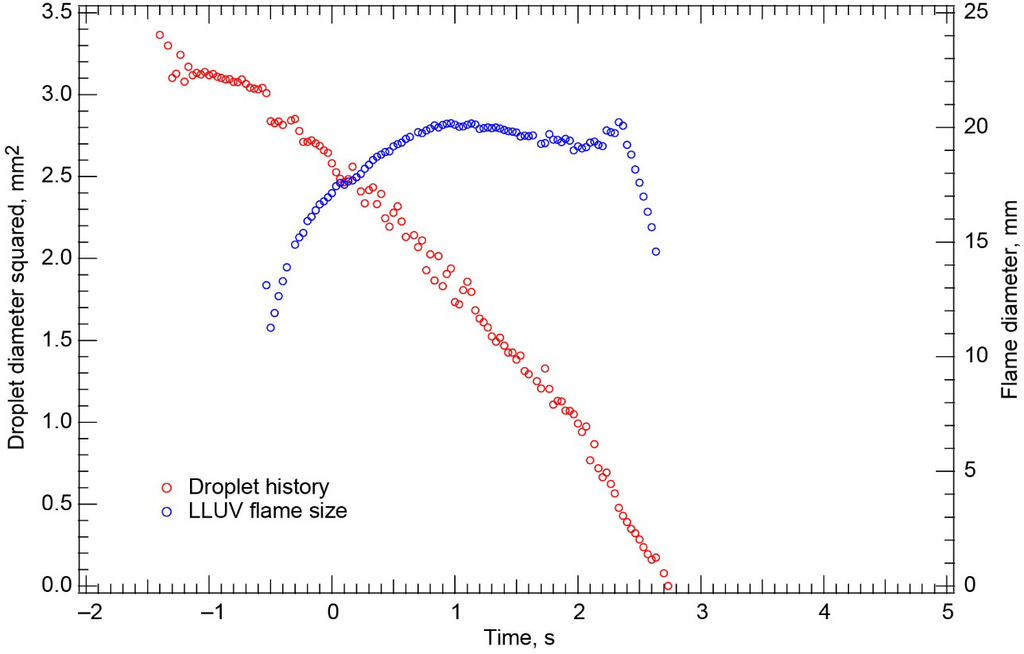 3.5
3.0
2.5
2.0
1.5
1.0
0.5
0.0
Droplet diameter squared, mm2
25
20
15
10
5
0
Flame diameter, mm
Droplet history
LLUV flame size
–2 –1 0 1 2 3 4 5
Time, s